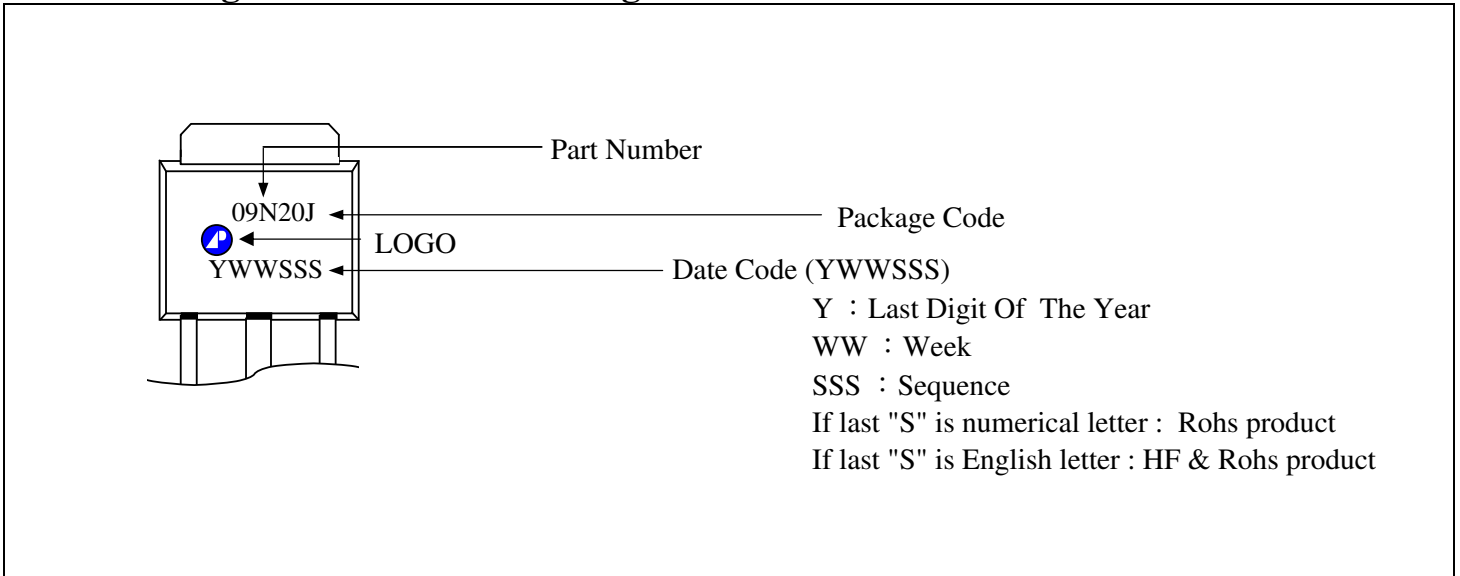 Part Number
09N20J
Package Code
LOGO
YWWSSS
Date Code (YWWSSS)
Y：Last Digit Of The Year
WW：Week
SSS：Sequence
If last "S" is numerical letter : Rohs product
If last "S" is English letter : HF & Rohs product